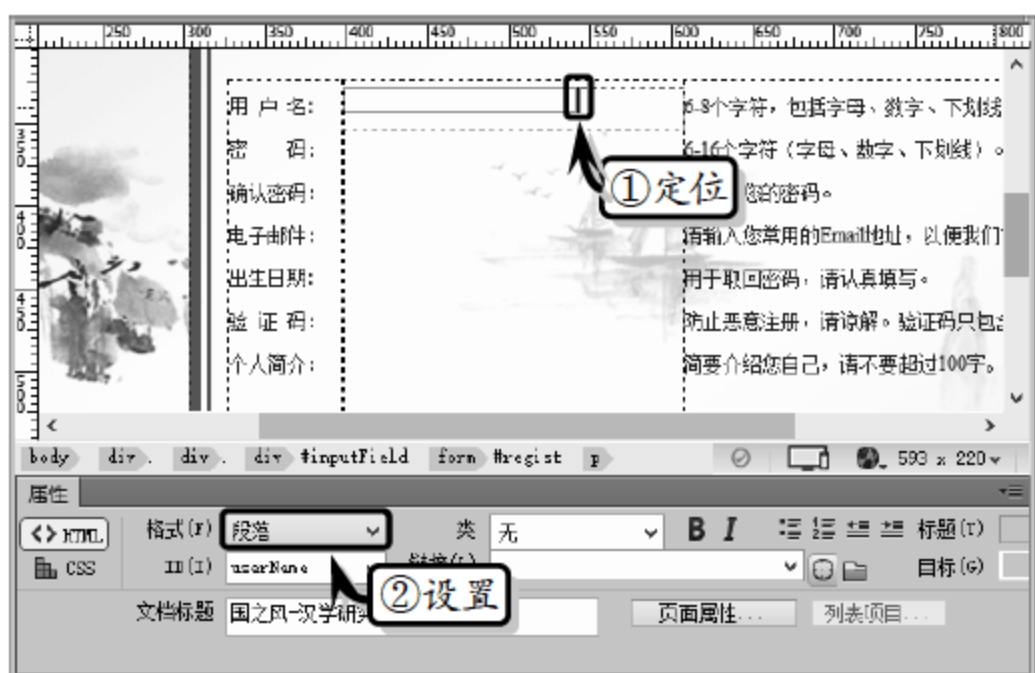 250 300 350 400 450 500 550 600 650 700 750 800
用 户 名:
6-8个字符，包括字母、数字、下划线
密 码:
6-16个字符（字母、数字、下划线）。
①定位
确认密码:
您的密码。
电子邮件:
请输入您常用的Email地址，以便我们
出生日期:
用于取回密码，请认真填写。
验 证 码:
防止恶意注册，请谅解。验证码只包
个人简介:
简要介绍您自己，请不要超过100字。
350
400
450
500
body div . div . div #inputField form #regist p 593 x 220
属性
<> HTML 格式(F) 段落 类 无 B I 标题(T)
CSS ID(I) userName 链接(L) 目标(G)
②设置
文档标题 国之风-汉学研究 页面属性... 列表项目...